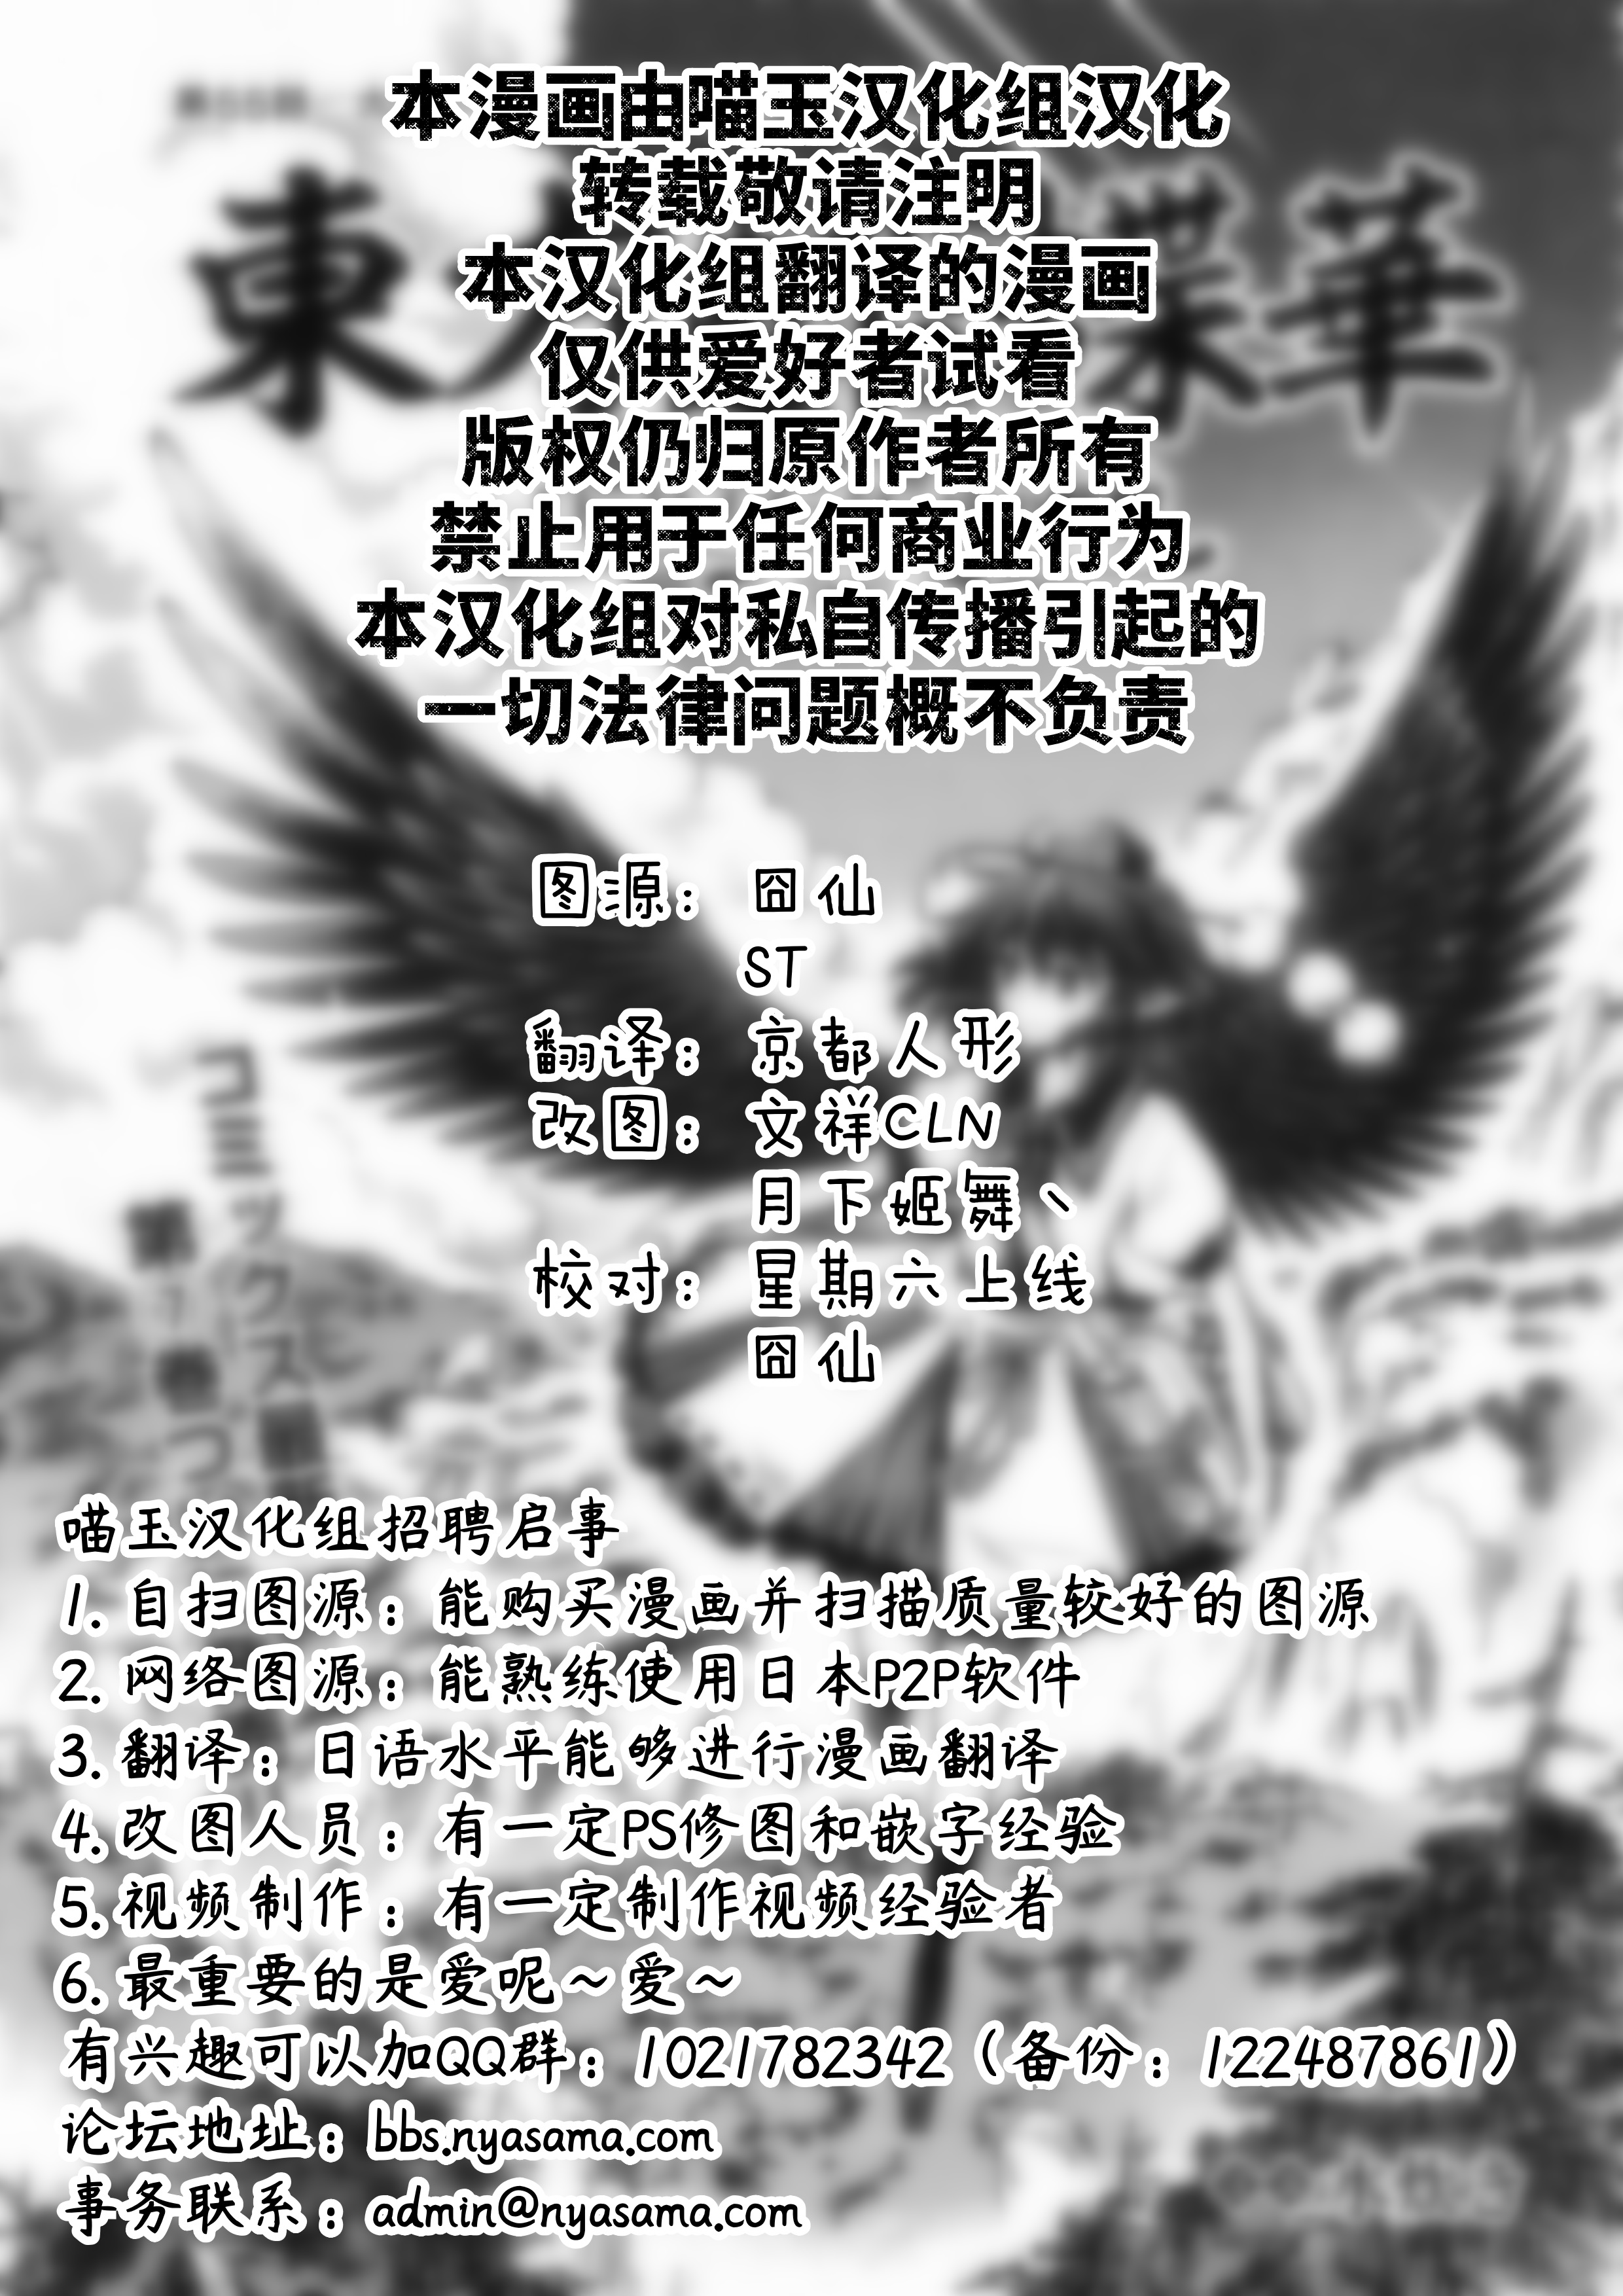 本漫画由喵玉汉化组汉化
转载敬请注明
本汉化组翻译的漫画
仅供爱好者试看
版权仍归原作者所有
禁止用于任何商业行为
本汉化组对私自传播引起的
一切法律问题概不负责
東 華
图源： 囧仙
ST
翻译： 京都人形
改图： 文祥CLN
月下姬舞丶
校对： 星期六上线
囧仙
コミックス
第 巻
喵玉汉化组招聘启事
1. 自扫图源：能购买漫画并扫描质量较好的图源
2. 网络图源：能熟练使用日本P2P软件
3. 翻译：日语水平能够进行漫画翻译
4. 改图人员：有一定PS修图和嵌字经验
5. 视频制作：有一定制作视频经验者
6. 最重要的是爱呢～爱～
有兴趣可以加QQ群：1021782342（备份：122487861）
论坛地址：bbs.nyasama.com
事务联系：admin@nyasama.com